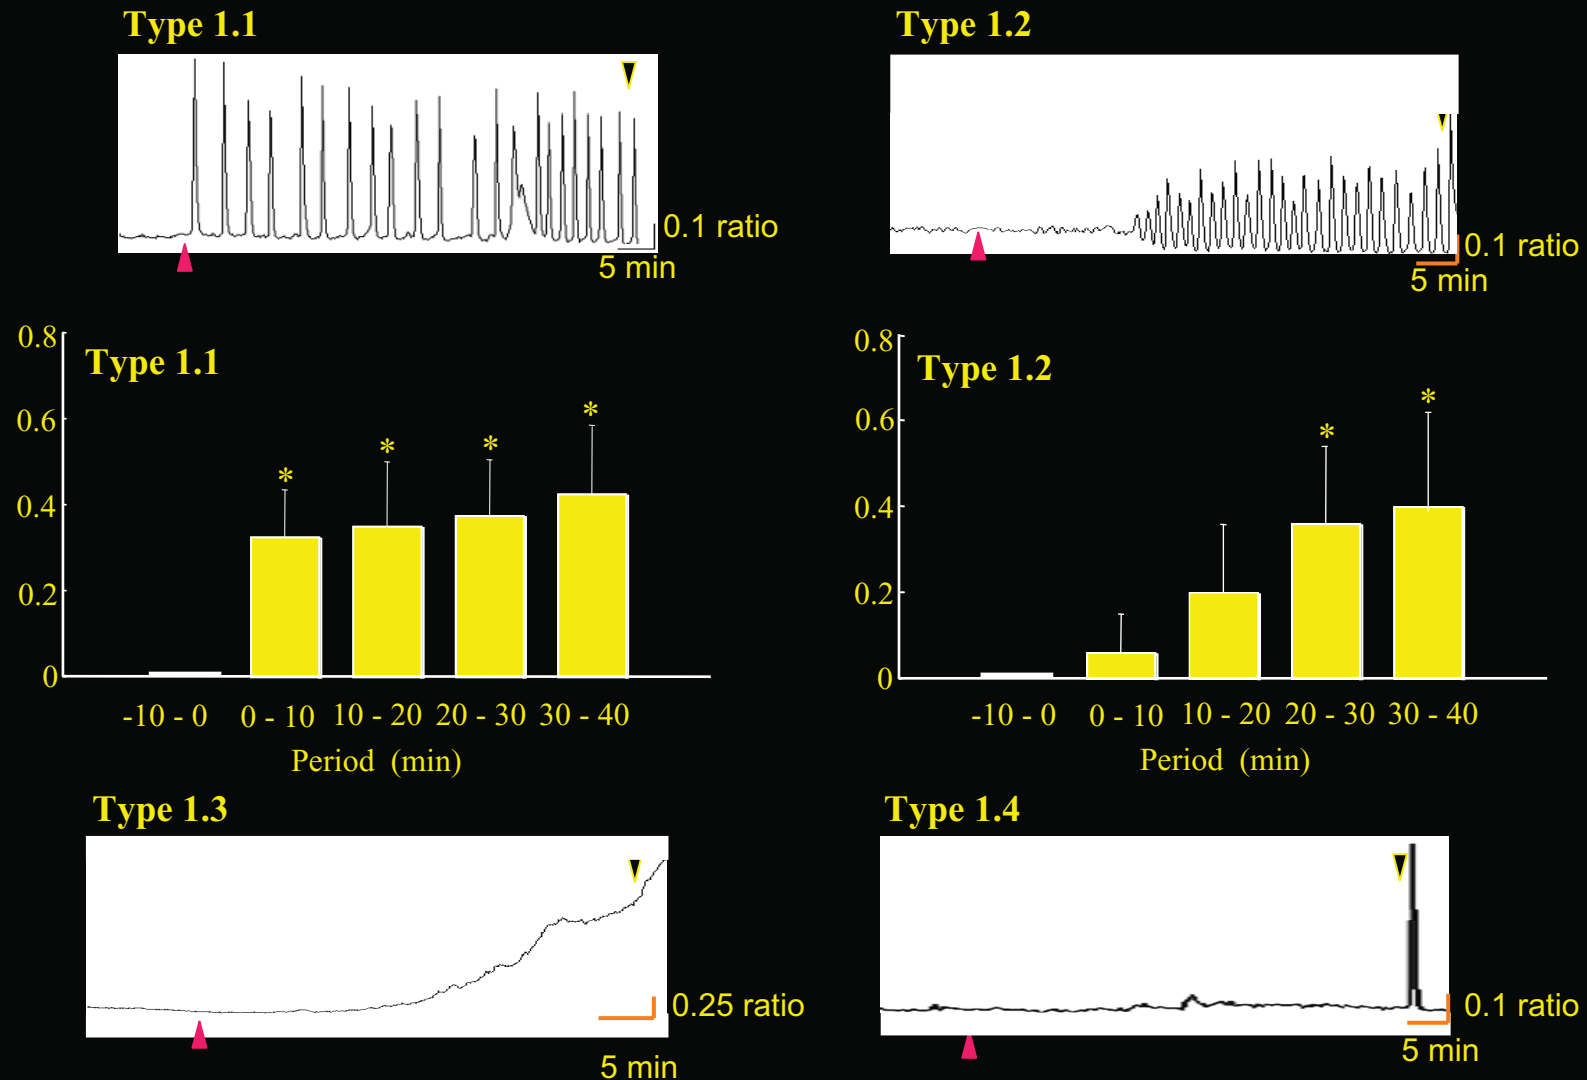 Type 1.1
Type 1.2
0.1 ratio
5 min
0.1 ratio
5 min
0.8
0.6
0.4
0.2
0
Type 1.1
*
*
*
*
-10 - 0 0 - 10 10 - 20 20 - 30 30 - 40
Period (min)
0.8
0.6
0.4
0.2
0
Type 1.2
*
*
-10 - 0 0 - 10 10 - 20 20 - 30 30 - 40
Period (min)
Type 1.3
Type 1.4
0.25 ratio
5 min
0.1 ratio
5 min